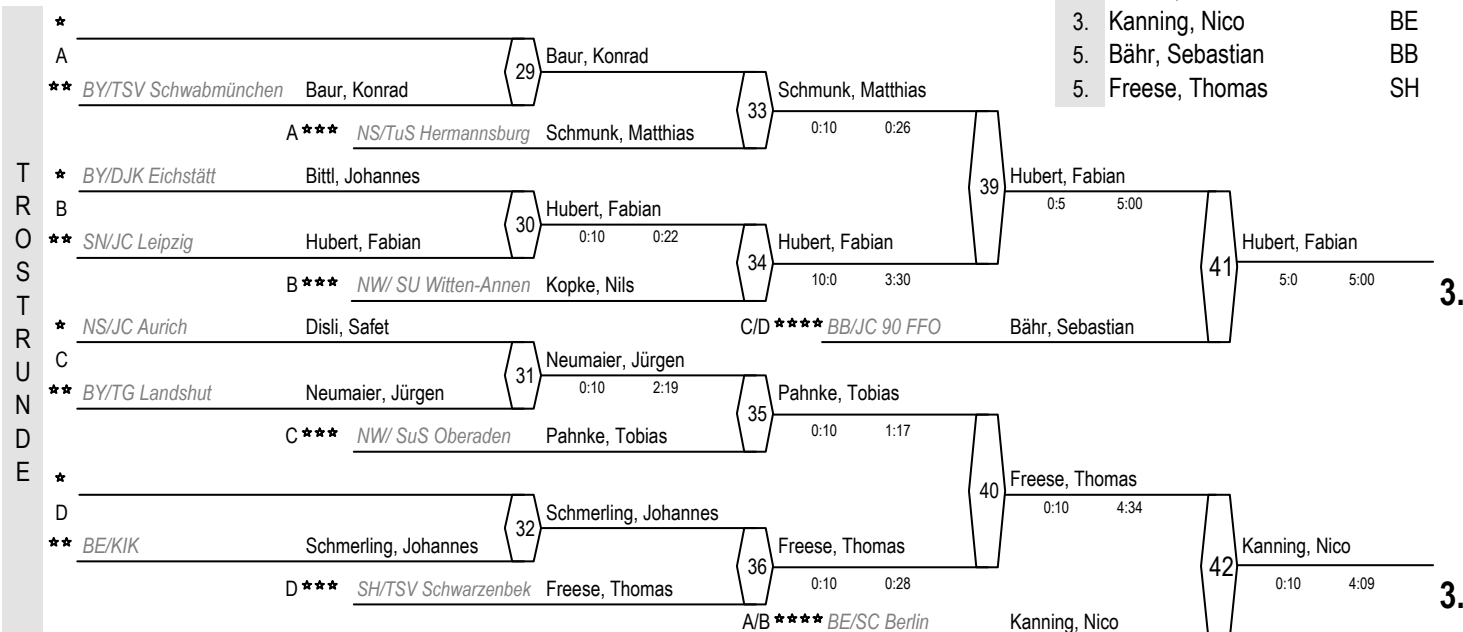 3. Kanning, Nico BE
5. Bähr, Sebastian BB
5. Freese, Thomas SH
TROSTRUNDE
*
A
** BY/TSV Schwabmünchen Baur, Konrad
29
Baur, Konrad
A *** NS/TuS Hermannsburg Schmunk, Matthias
33
Schmunk, Matthias
0:10 0:26
* BY/DJK Eichstätt Bittl, Johannes
B
** SN/JC Leipzig Hubert, Fabian
30
Hubert, Fabian
0:10 0:22
B *** NW/ SU Witten-Annen Kopke, Nils
34
Hubert, Fabian
10:0 3:30
39
Hubert, Fabian
0:5 5:00
* NS/JC Aurich Disli, Safet
C
** BY/TG Landshut Neumaier, Jürgen
31
Neumaier, Jürgen
0:10 2:19
C/D **** BB/JC 90 FFO Bähr, Sebastian
41
Hubert, Fabian
5:0 5:00
3.
C *** NW/ SuS Oberaden Pahnke, Tobias
35
Pahnke, Tobias
0:10 1:17
*
D
** BE/KIK Schmerling, Johannes
32
Schmerling, Johannes
D *** SH/TSV Schwarzenbek Freese, Thomas
36
Freese, Thomas
0:10 0:28
40
Freese, Thomas
0:10 4:34
A/B **** BE/SC Berlin Kanning, Nico
42
Kanning, Nico
0:10 4:09
3.